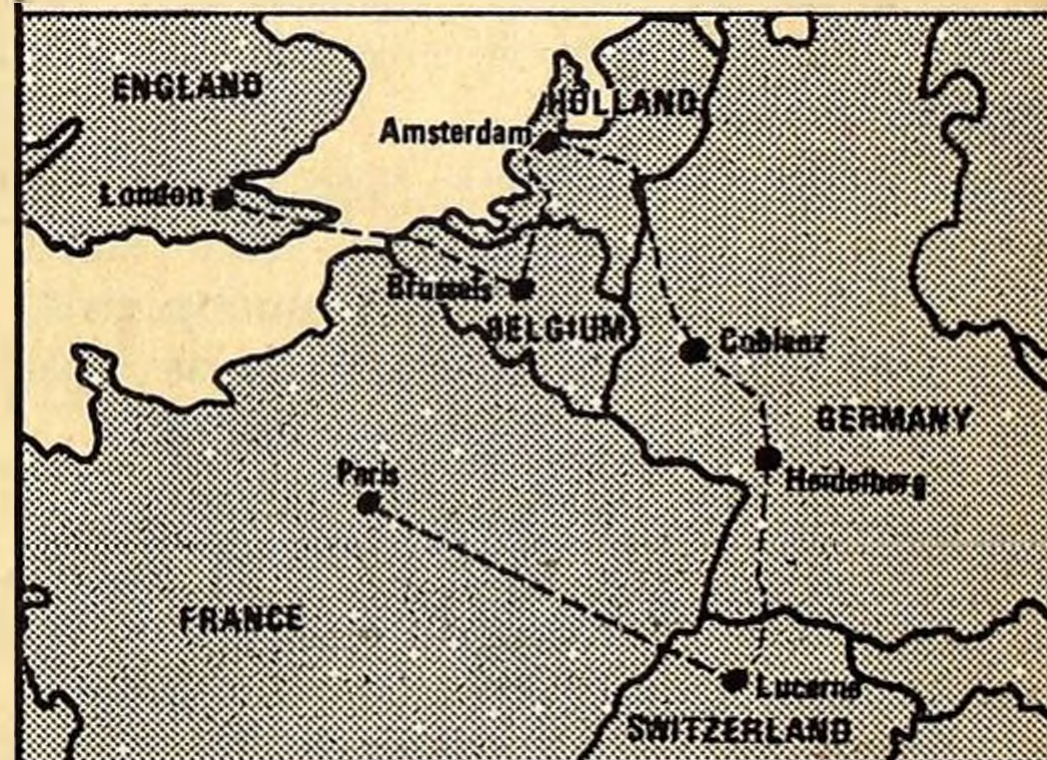 ENGLAND
HOLLAND
Amsterdam
London
Brussels
BELGIUM
Coblenz
GERMANY
Heidelberg
Paris
FRANCE
Lucerne
SWITZERLAND